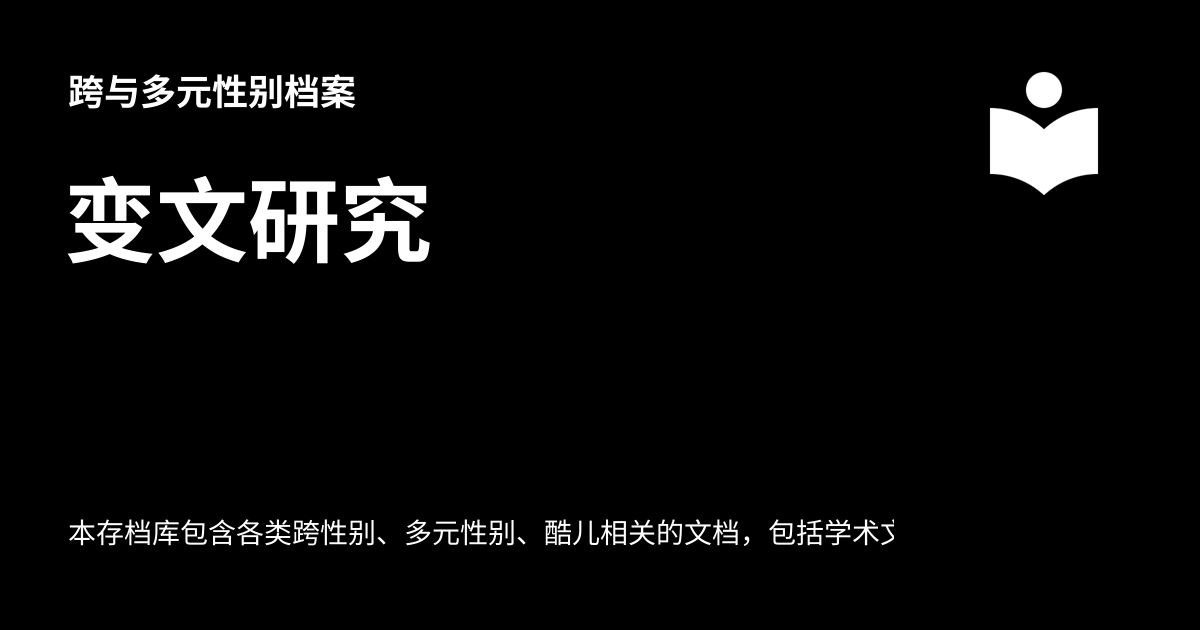 跨与多元性别档案
变文研究
本存档库包含各类跨性别、多元性别、酷儿相关的文档，包括学术